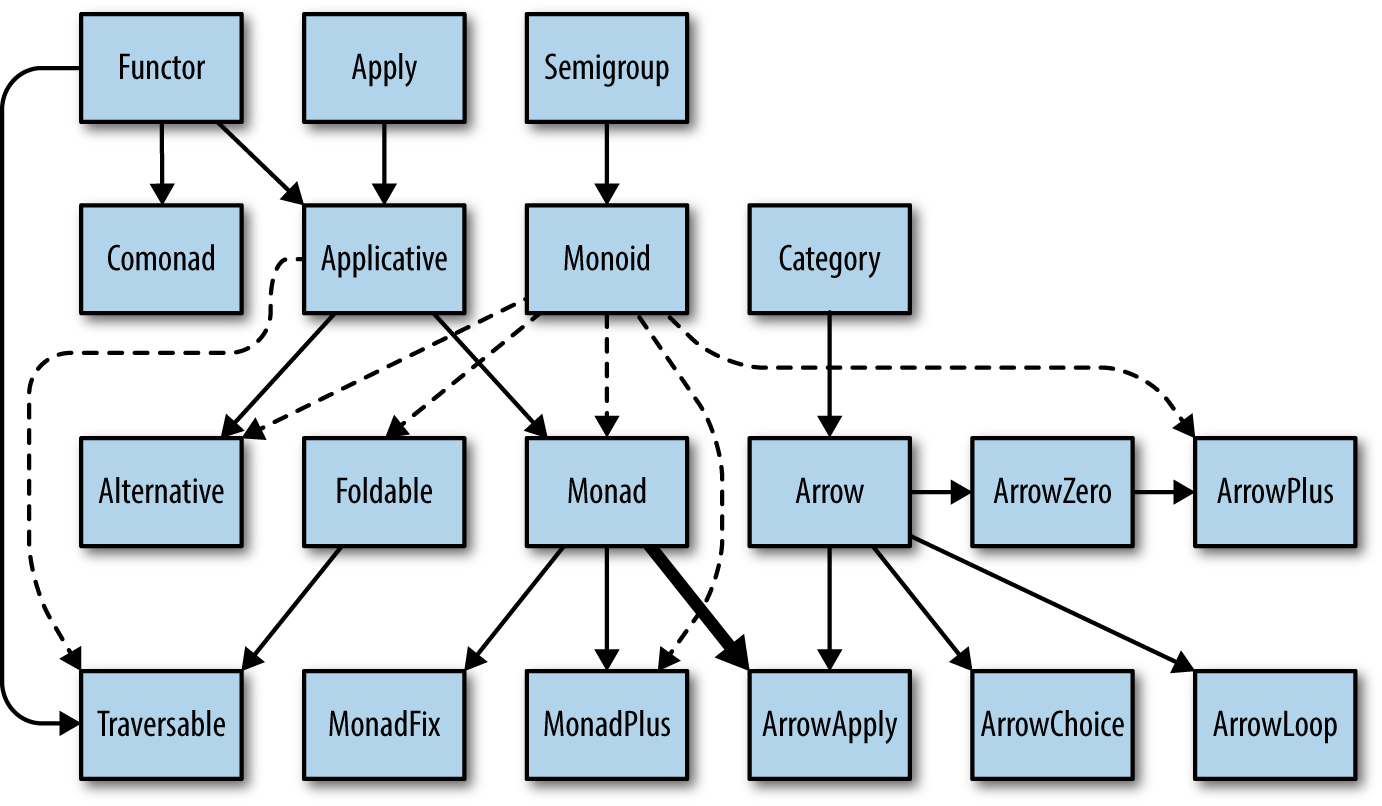 Functor
Apply
Semigroup
Comonad
Applicative
Monoid
Category
Alternative
Foldable
Monad
Arrow
ArrowZero
ArrowPlus
Traversable
MonadFix
MonadPlus
ArrowApply
ArrowChoice
ArrowLoop